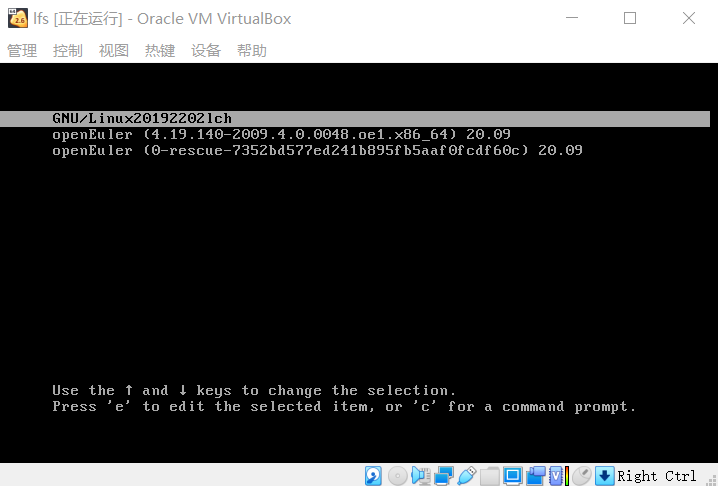 lfs [正在运行] - Oracle VM VirtualBox
管理 控制 视图 热键 设备 帮助
GNU/Linux20192202lch
openEuler (4.19.140-2009.4.0.0048.oe1.x86_64) 20.09
openEuler (0-rescue-7352bd577ed241b895fb5aaf0fcdf60c) 20.09
Use the ↑ and ↓ keys to change the selection.
Press 'e' to edit the selected item, or 'c' for a command prompt.
Right Ctrl